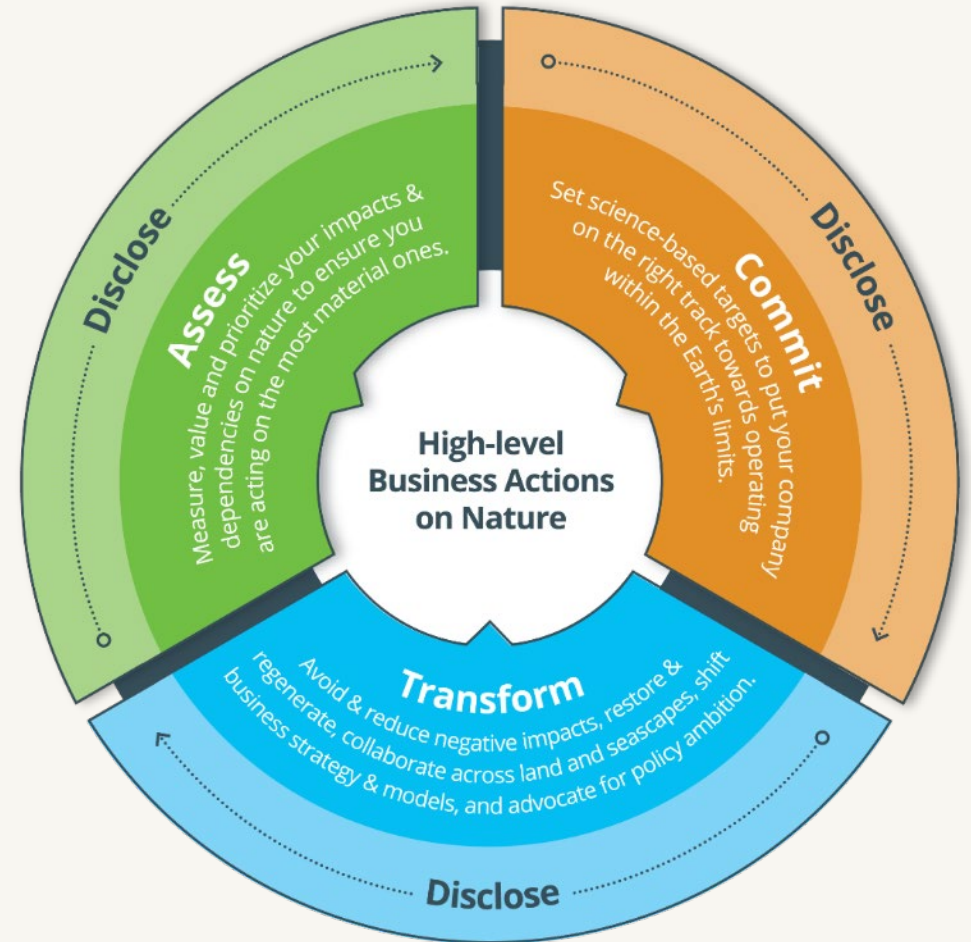 High-level
Business Actions
on Nature
Disclose
Assess
Measure, value and prioritize your impacts &
dependencies on nature to ensure you
are acting on the most material ones.
Disclose
Commit
Set science-based targets to put your company
on the right track towards operating
within the Earth's limits.
Transform
Avoid & reduce negative impacts, restore &
regenerate, collaborate across land and seascapes, shift
business strategy & models, and advocate for policy ambition.
Disclose